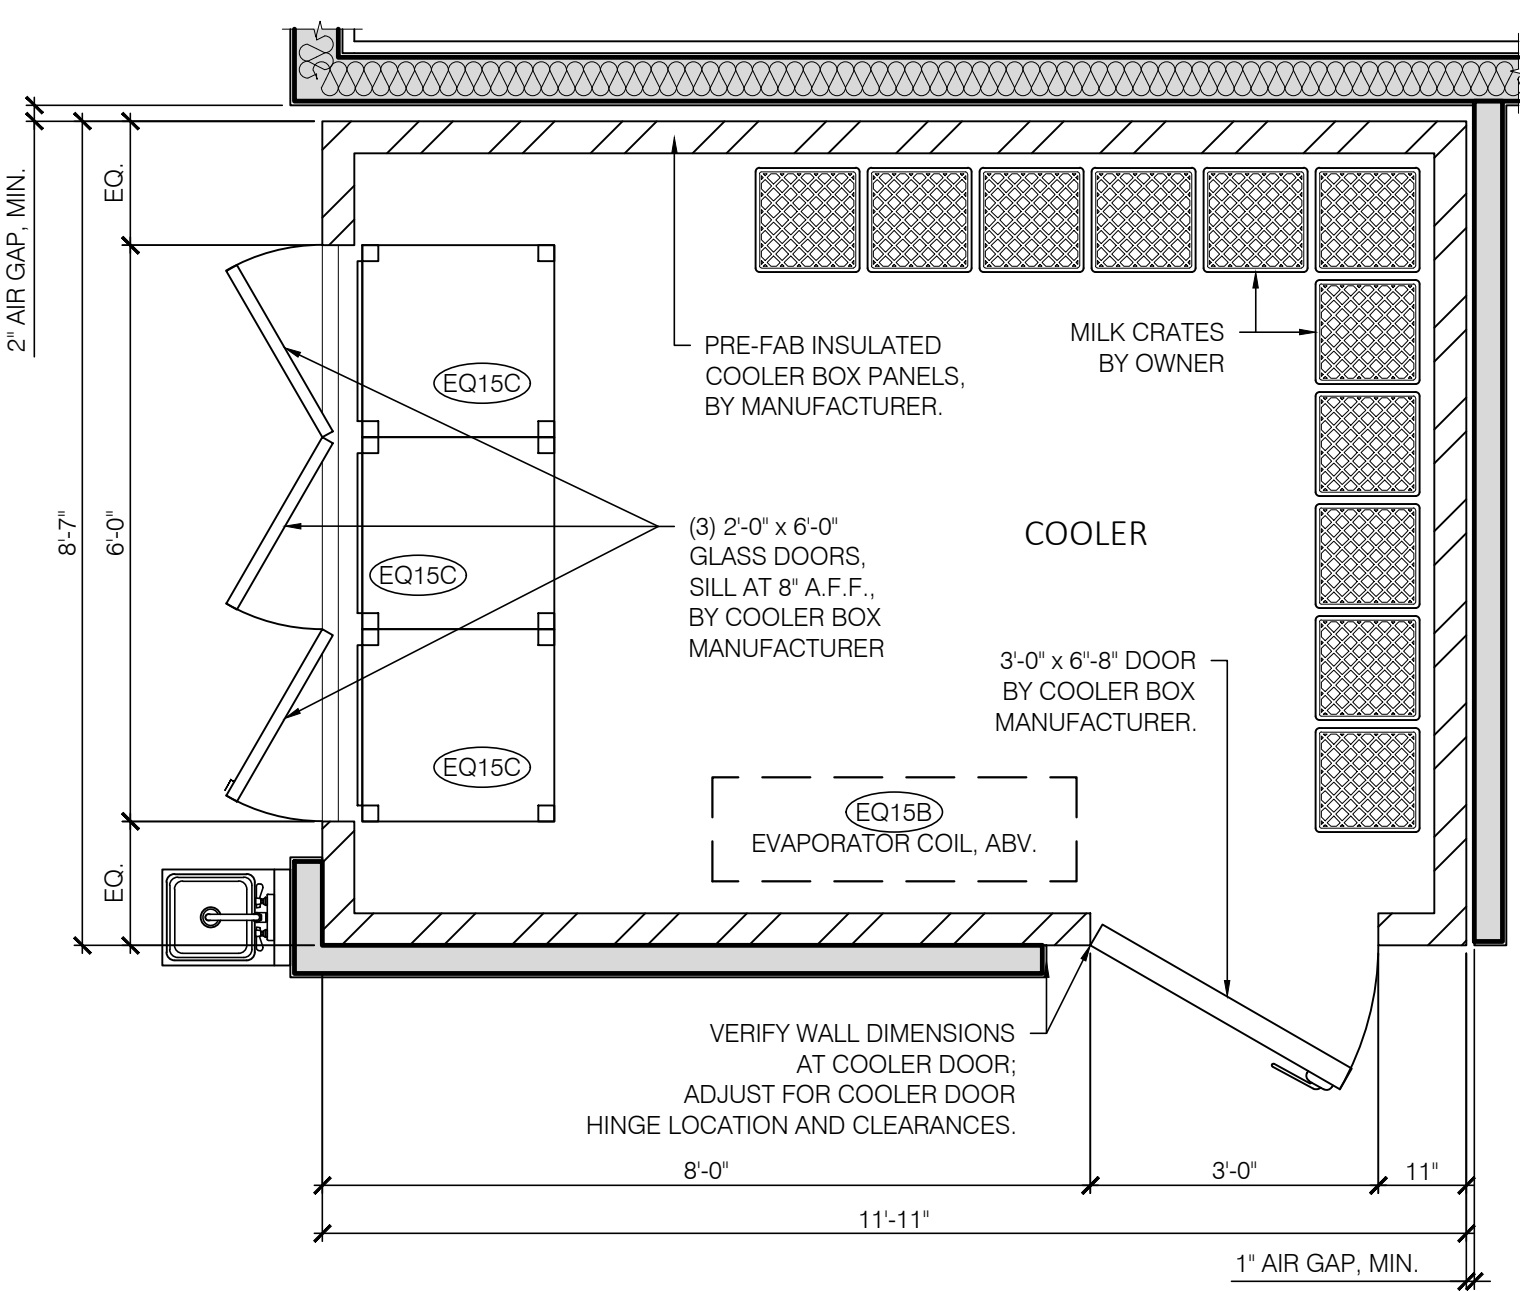 2" AIR GAP, MIN.
8'-7"
EQ.
6'-0"
EQ.
EQ15C
EQ15C
EQ15C
PRE-FAB INSULATED
COOLER BOX PANELS,
BY MANUFACTURER.
MILK CRATES
BY OWNER
(3) 2'-0" x 6'-0"
GLASS DOORS,
SILL AT 8" A.F.F.,
BY COOLER BOX
MANUFACTURER
COOLER
3'-0" x 6"-8" DOOR
BY COOLER BOX
MANUFACTURER.
EQ15B
EVAPORATOR COIL, ABV.
VERIFY WALL DIMENSIONS
AT COOLER DOOR;
ADJUST FOR COOLER DOOR
HINGE LOCATION AND CLEARANCES.
8'-0"
3'-0"
11"
11'-11"
1" AIR GAP, MIN.